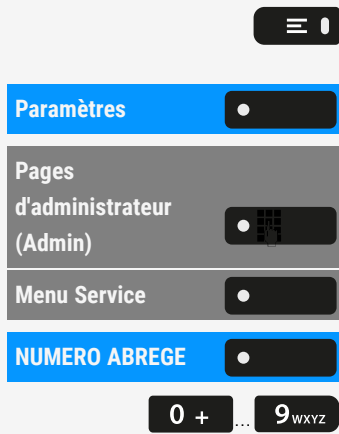 Paramètres
Pages
d'administrateur
(Admin)
Menu Service
NUMERO ABREGE
0 + ... 9 WXYZ